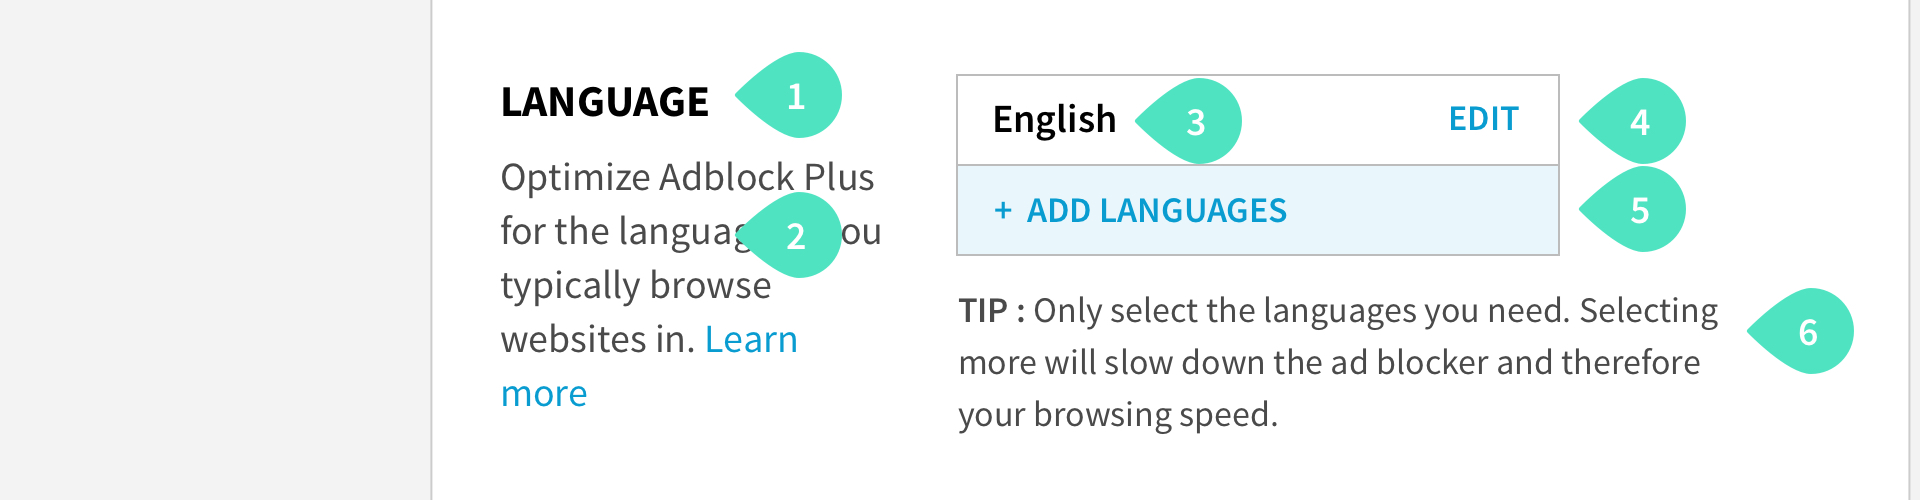 LANGUAGE 1
Optimize Adblock Plus
for the languag 2 ou
typically browse
websites in. Learn
more
English 3 EDIT 4
+ ADD LANGUAGES 5
TIP : Only select the languages you need. Selecting
more will slow down the ad blocker and therefore
your browsing speed.
6